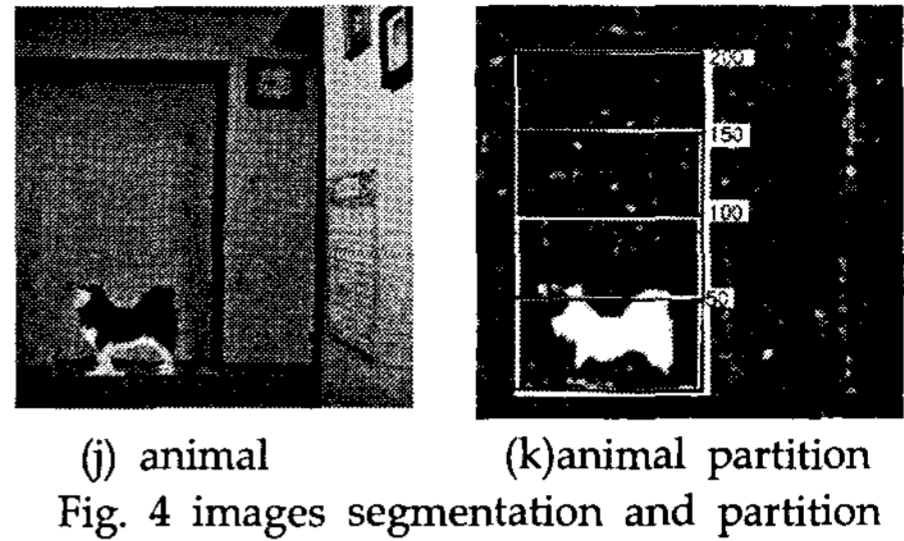 200
150
100
50
(j) animal
(k)animal partition
Fig. 4 images segmentation and partition